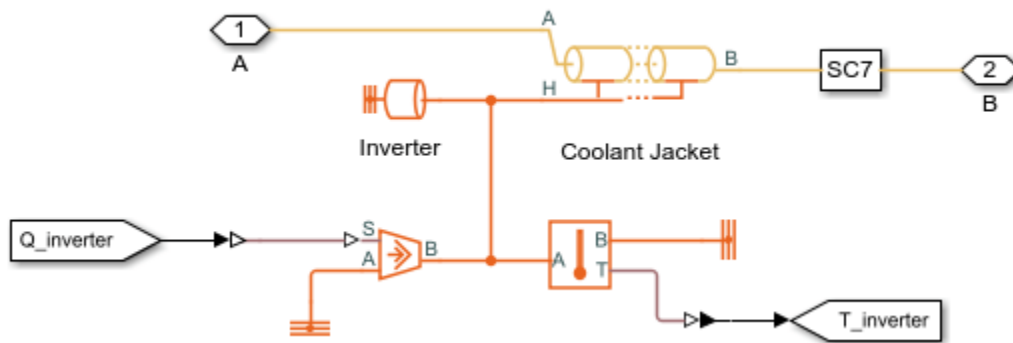 1
A
A
B
SC7
2
B
H
Inverter
Coolant Jacket
Q_inverter
S
A
B
A
B
T
T_inverter